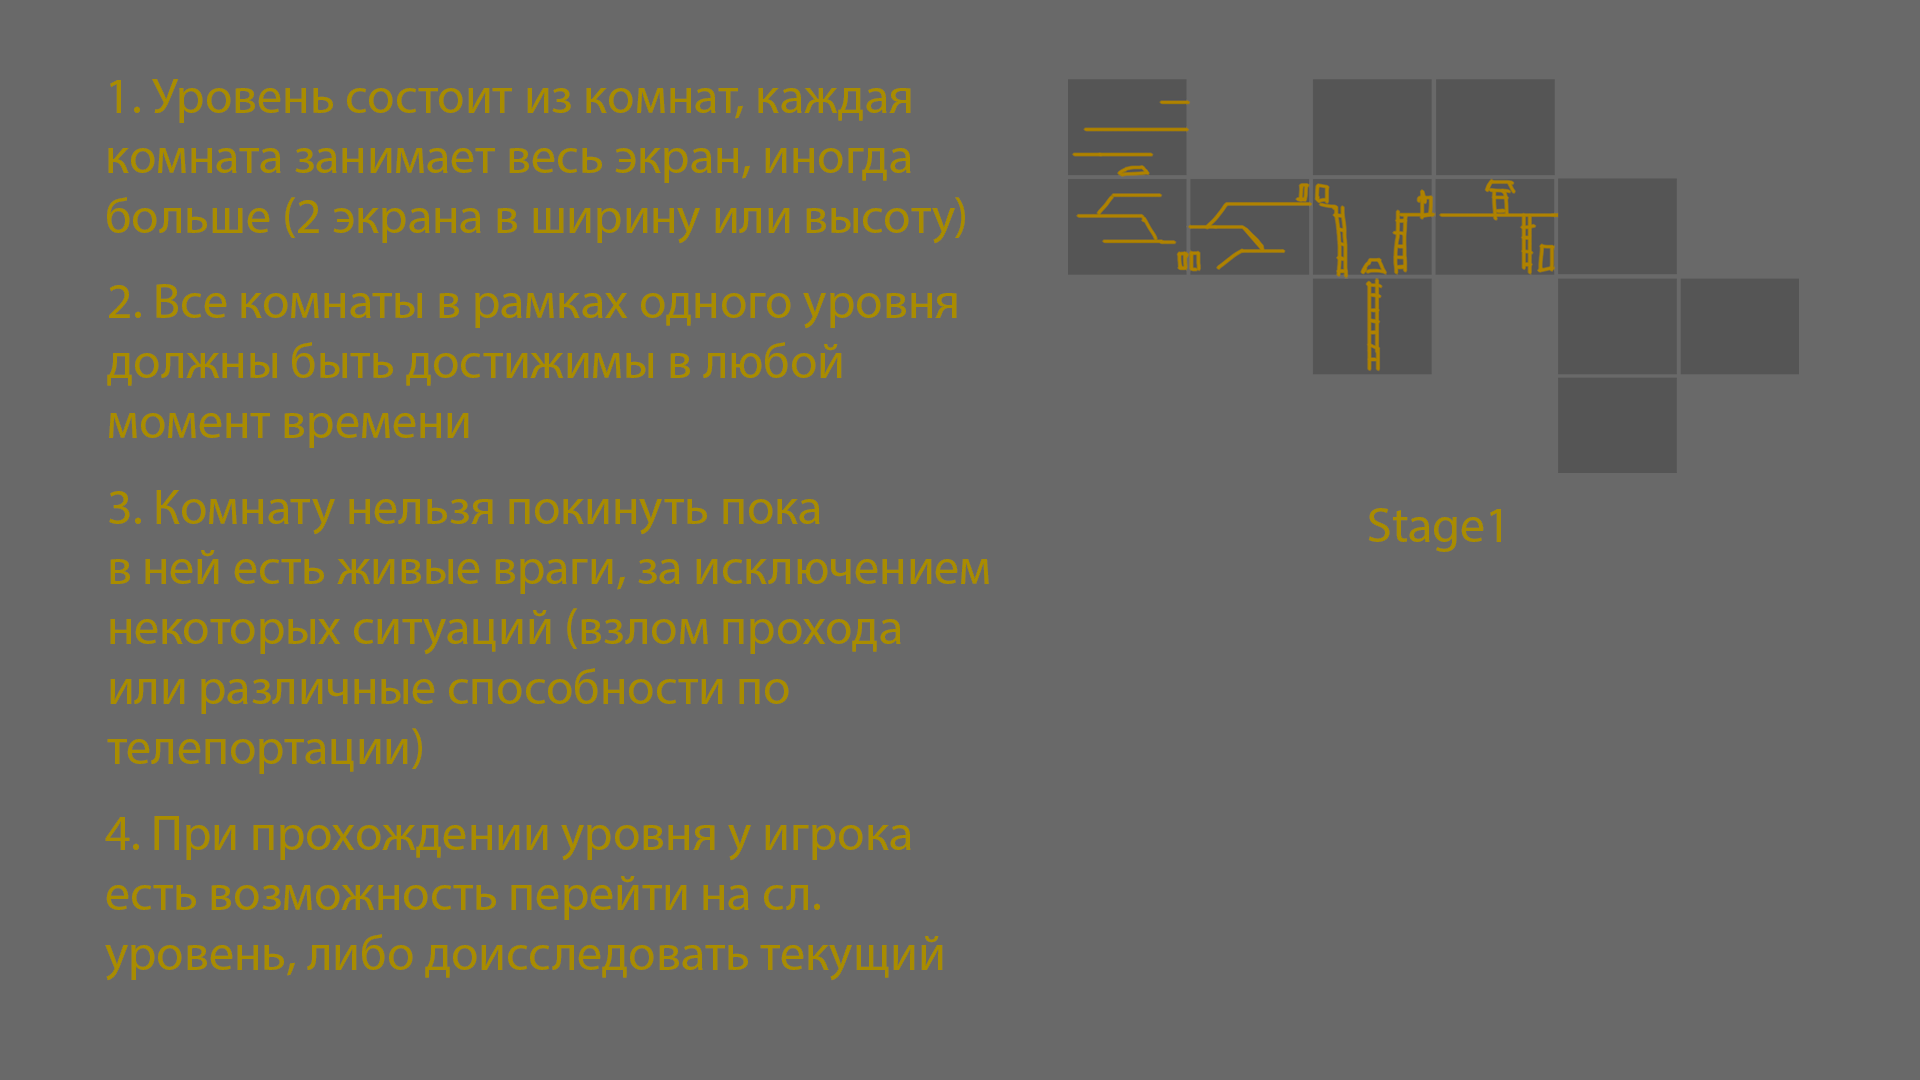 1. Уровень состоит из комнат, каждая
комната занимает весь экран, иногда
больше (2 экрана в ширину или высоту)
2. Все комнаты в рамках одного уровня
должны быть достижимы в любой
момент времени
3. Комнату нельзя покинуть пока
в ней есть живые враги, за исключением
некоторых ситуаций (взлом прохода
или различные способности по
телепортации)
4. При прохождении уровня у игрока
есть возможность перейти на сл.
уровень, либо доисследовать текущий
Stage1